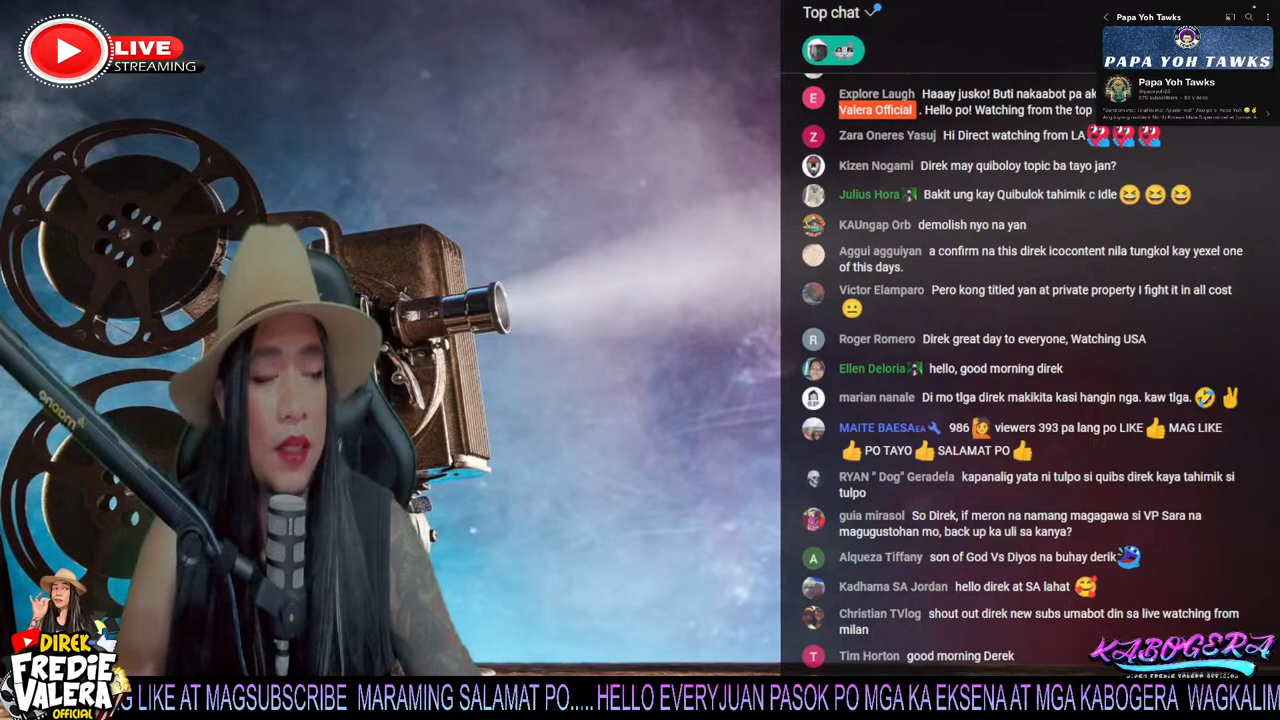 LIVE
STREAMING
Top chat
Papa Yoh Tawks
PAPA YOH TAWKS
Papa Yoh Tawks
Explore Laugh Haaay jusko! Buti nakaabot pa ak
Valera Official . Hello po! Watching from the top
Zara Oneres Yasuj Hi Direct watching from LA
Kizen Nogami Direk may quiboloy topic ba tayo jan?
Julius Hora Bakit ung kay Quibulok tahimik c Idle
KAUngap Orb demolish nyo na yan
Aggui agguiyan a confirm na this direk icocontent nila tungkol kay yexel one
of this days.
Victor Elamparo Pero kong titled yan at private property I fight it in all cost
R
Roger Romero Direk great day to everyone, Watching USA
Ellen Deloria hello, good morning direk
marian nanale Di mo tlga direk makikita kasi hangin nga. kaw tlga.
MAITE BAESA EA 986 viewers 393 pa lang po LIKE MAG LIKE
PO TAYO SALAMAT PO
RYAN " Dog" Geradela kapanalig yata ni tulpo si quibs direk kaya tahimik si
tulpo
guia mirasol So Direk, if meron na namang magagawa si VP Sara na
magugustohan mo, back up ka uli sa kanya?
A
Alqueza Tiffany son of God Vs Diyos na buhay derik
Kadhama SA Jordan hello direk at SA lahat
Christian TVlog shout out direk new subs umabot din sa live watching from
milan
T
Tim Horton good morning Derek
E
Z
maono
DIREK
FREDIE
VALERA
OFFICIAL
KABOGERA
DIREK FREDIE VALERA OFFICIAL
G LIKE AT MAGSUBSCRIBE MARAMING SALAMAT PO.....HELLO EVERYJUAN PASOK PO MGA KA EKSENA AT MGA KABOGERA WAGKALIM